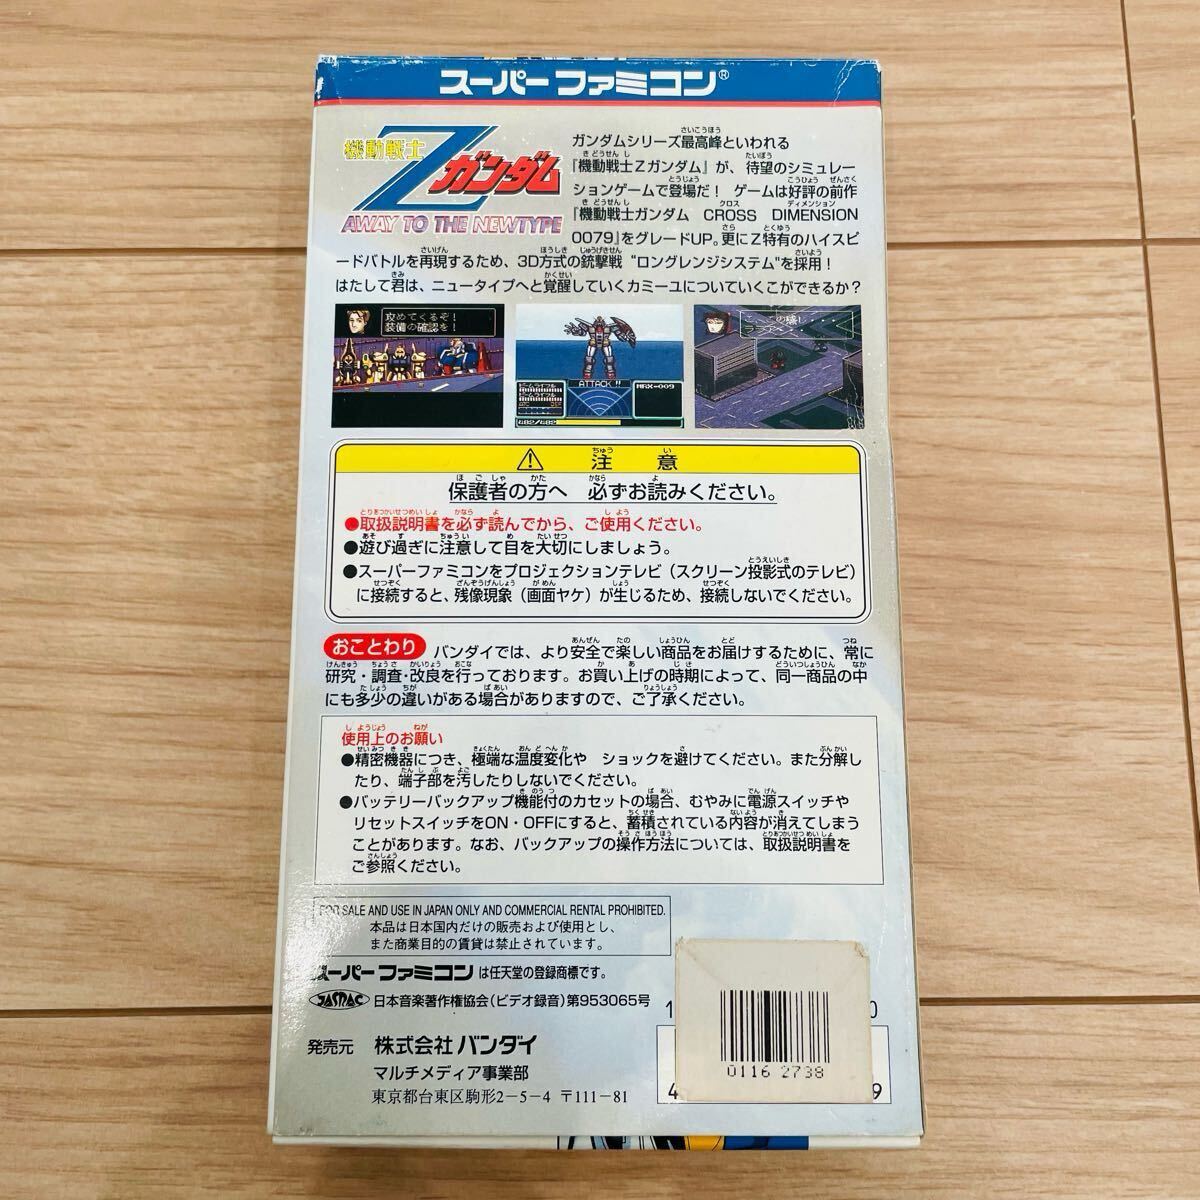 スーパーファミコン®
機動戦士
Zガンダム
AWAY TO THE NEWTYPE
ガンダムシリーズ最高峰といわれる
『機動戦士Zガンダム』が、待望のシミュレー
ションゲームで登場だ! ゲームは好評の前作
『機動戦士ガンダム CROSS DIMENSION
0079』をグレードUP。更にZ特有のハイスピ
ードバトルを再現するため、3D方式の銃撃戦 "ロングレンジシステム"を採用!
はたして君は、ニュータイプへと覚醒していくカミーユについていくこができるか?
攻めてくるぞ!
装備の確認を!
ATTACK !!
MRX-009
482/482
注意
保護者の方へ 必ずお読みください。
●取扱説明書を必ず読んでから、ご使用ください。
●遊び過ぎに注意して目を大切にしましょう。
●スーパーファミコンをプロジェクションテレビ(スクリーン投影式のテレビ)
に接続すると、残像現象(画面ヤケ)が生じるため、接続しないでください。
おことわり バンダイでは、より安全で楽しい商品をお届けするために、常に
研究・調査・改良を行っております。お買い上げの時期によって、同一商品の中
にも多少の違いがある場合がありますので、ご了承ください。
使用上のお願い
●精密機器につき、極端な温度変化や ショックを避けてください。また分解し
たり、端子部を汚したりしないでください。
●バッテリーバックアップ機能付のカセットの場合、むやみに電源スイッチや
リセットスイッチをON・OFFにすると、蓄積されている内容が消えてしまう
ことがあります。なお、バックアップの操作方法については、取扱説明書を
ご参照ください。
FOR SALE AND USE IN JAPAN ONLY AND COMMERCIAL RENTAL PROHIBITED.
本品は日本国内だけの販売および使用とし、
また商業目的の賃貸は禁止されています。
スーパーファミコン は任天堂の登録商標です。
JASRAC 日本音楽著作権協会(ビデオ録音)第953065号
発売元 株式会社 バンダイ
マルチメディア事業部
東京都台東区駒形2-5-4 〒111-81
0116 2738